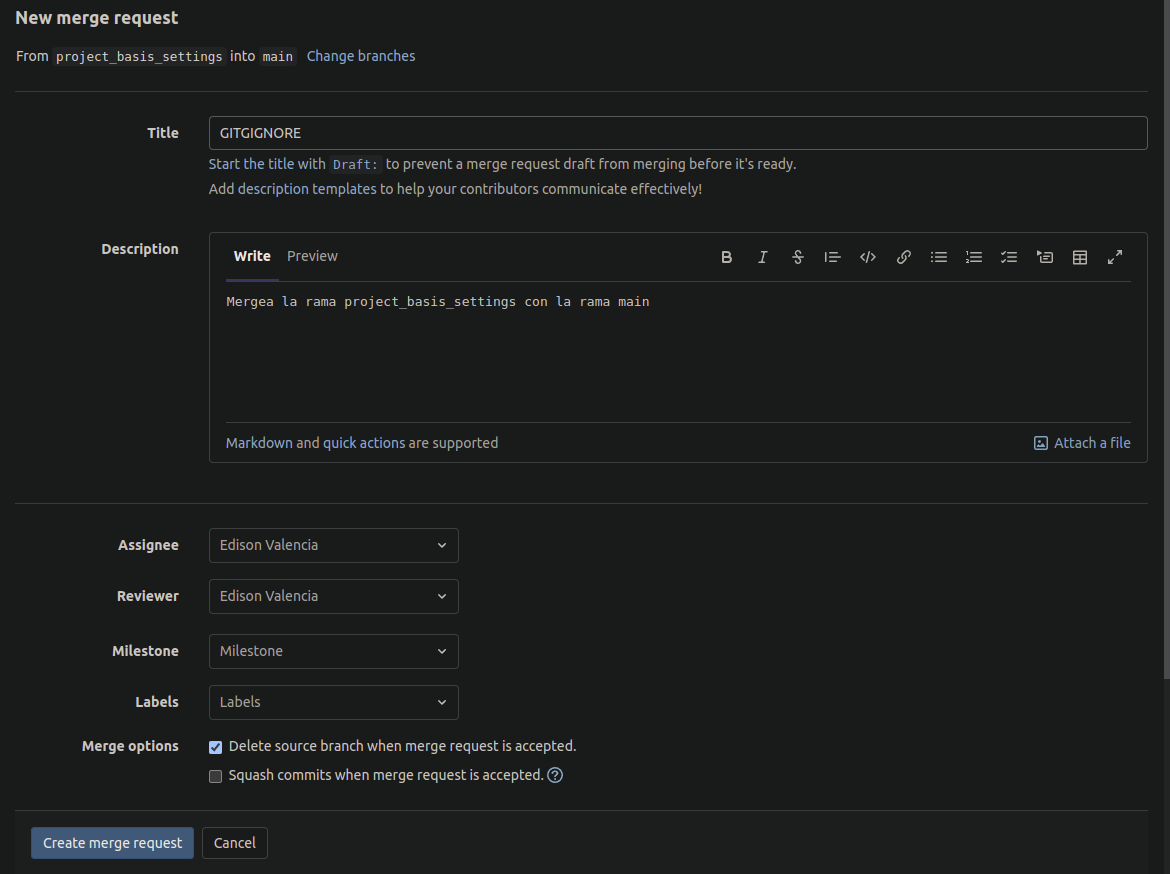 New merge request
From project_basis_settings into main Change branches
Title
GITGIGNORE
Start the title with Draft: to prevent a merge request draft from merging before it's ready.
Add description templates to help your contributors communicate effectively!
Description
Write Preview
Mergea la rama project_basis_settings con la rama main
Markdown and quick actions are supported
Attach a file
Assignee
Edison Valencia
Reviewer
Edison Valencia
Milestone
Milestone
Labels
Labels
Merge options
Delete source branch when merge request is accepted.
Squash commits when merge request is accepted.
Create merge request
Cancel